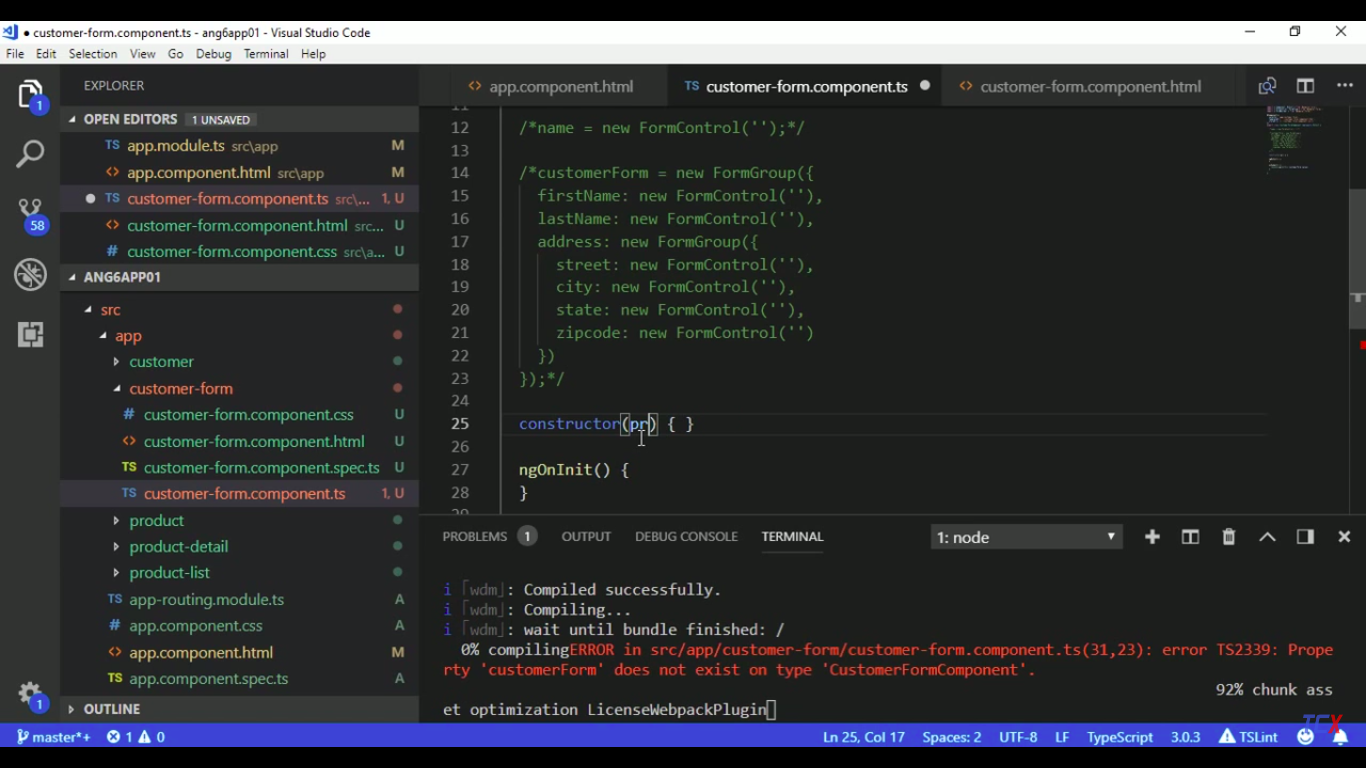 ● customer-form.component.ts - ang6app01 - Visual Studio Code
File Edit Selection View Go Debug Terminal Help
EXPLORER
OPEN EDITORS 1 UNSAVED
TS app.module.ts src\app M
<> app.component.html src\app M
● TS customer-form.component.ts src\... 1, U
<> customer-form.component.html src... U
# customer-form.component.css src\a... U
ANG6APP01
src
app
customer
customer-form
# customer-form.component.css U
<> customer-form.component.html U
TS customer-form.component.spec.ts U
TS customer-form.component.ts 1, U
product
product-detail
product-list
TS app-routing.module.ts A
# app.component.css A
<> app.component.html M
TS app.component.spec.ts A
OUTLINE
1
58
1
<> app.component.html
TS customer-form.component.ts ●
<> customer-form.component.html
11
12 /*name = new FormControl('');*/
13
14 /*customerForm = new FormGroup({
15 firstName: new FormControl(''),
16 lastName: new FormControl(''),
17 address: new FormGroup({
18 street: new FormControl(''),
19 city: new FormControl(''),
20 state: new FormControl(''),
21 zipcode: new FormControl('')
22 })
23 });*/
24
25 constructor(pr) { }
26
27 ngOnInit() {
28 }
29
PROBLEMS 1 OUTPUT DEBUG CONSOLE TERMINAL 1: node
i ｢wdm｣: Compiled successfully.
i ｢wdm｣: Compiling...
i ｢wdm｣: wait until bundle finished: /
0% compilingERROR in src/app/customer-form/customer-form.component.ts(31,23): error TS2339: Prope
rty 'customerForm' does not exist on type 'CustomerFormComponent'.
92% chunk ass
et optimization LicenseWebpackPlugin
master*+ 1 0 Ln 25, Col 17 Spaces: 2 UTF-8 LF TypeScript 3.0.3 TSLint